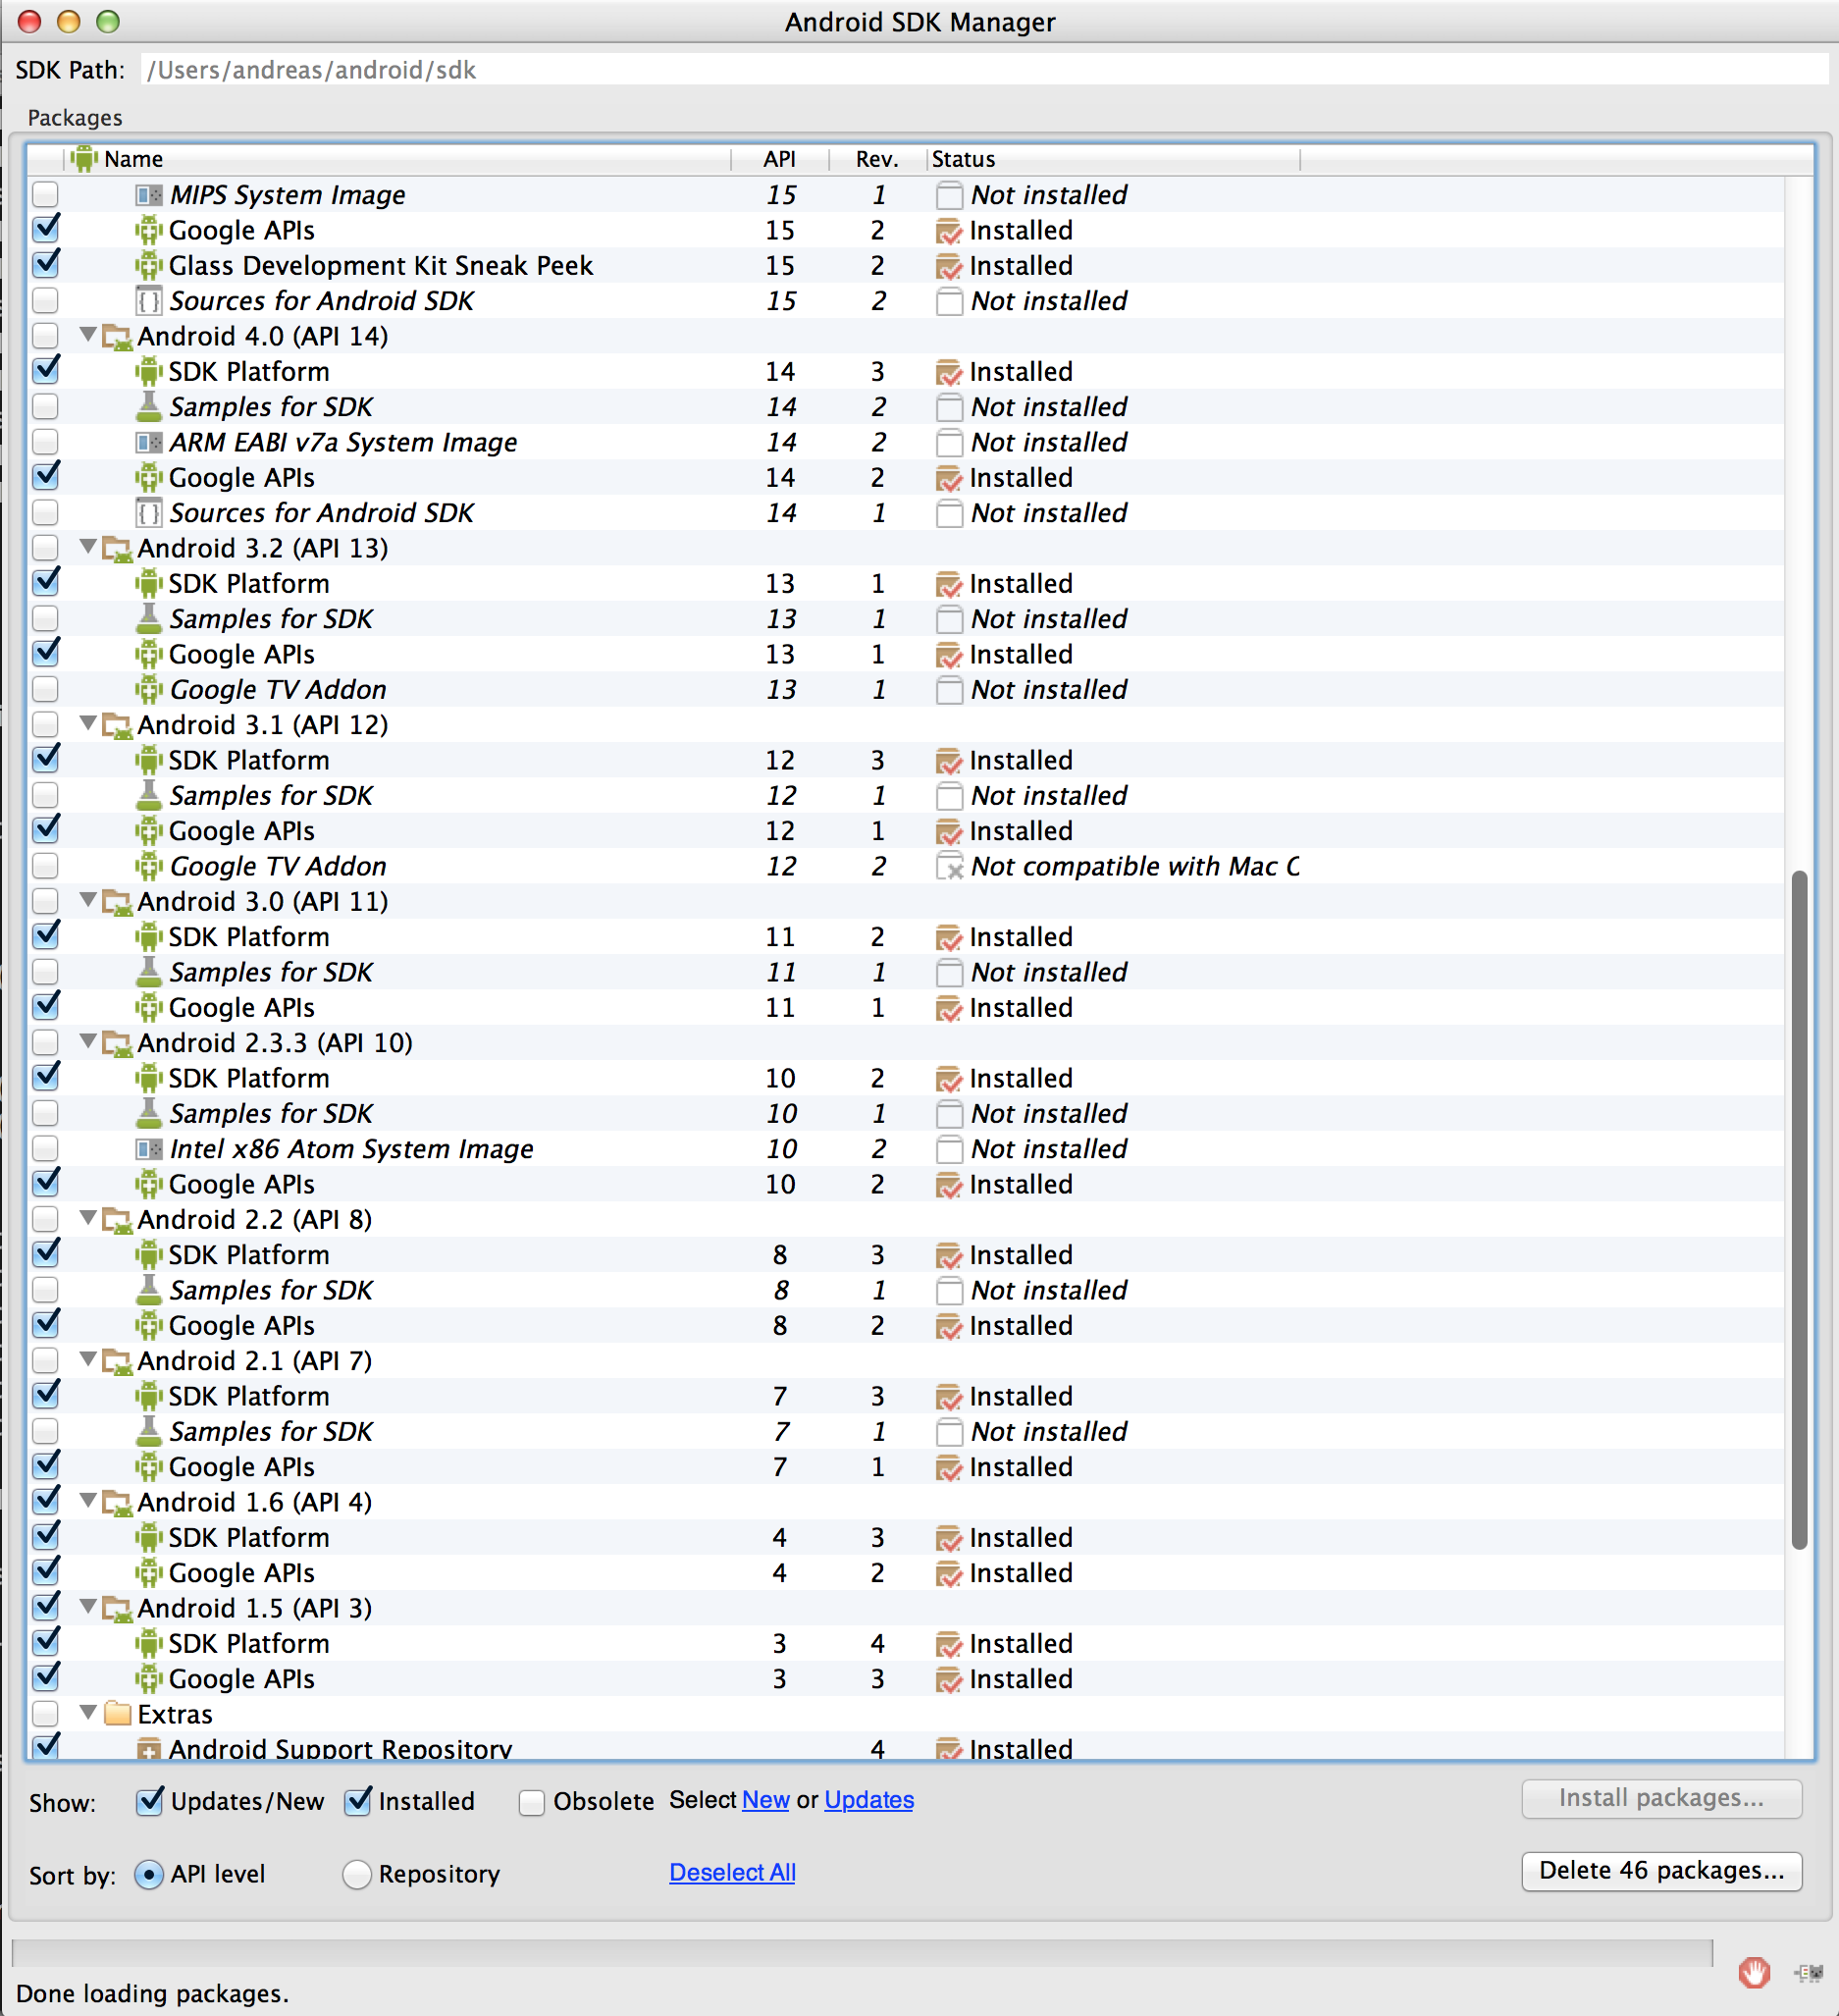 Android SDK Manager
SDK Path: /Users/andreas/android/sdk
Packages
Name API Rev. Status
MIPS System Image 15 1 Not installed
Google APIs 15 2 Installed
Glass Development Kit Sneak Peek 15 2 Installed
Sources for Android SDK 15 2 Not installed
Android 4.0 (API 14)
SDK Platform 14 3 Installed
Samples for SDK 14 2 Not installed
ARM EABI v7a System Image 14 2 Not installed
Google APIs 14 2 Installed
Sources for Android SDK 14 1 Not installed
Android 3.2 (API 13)
SDK Platform 13 1 Installed
Samples for SDK 13 1 Not installed
Google APIs 13 1 Installed
Google TV Addon 13 1 Not installed
Android 3.1 (API 12)
SDK Platform 12 3 Installed
Samples for SDK 12 1 Not installed
Google APIs 12 1 Installed
Google TV Addon 12 2 Not compatible with Mac C
Android 3.0 (API 11)
SDK Platform 11 2 Installed
Samples for SDK 11 1 Not installed
Google APIs 11 1 Installed
Android 2.3.3 (API 10)
SDK Platform 10 2 Installed
Samples for SDK 10 1 Not installed
Intel x86 Atom System Image 10 2 Not installed
Google APIs 10 2 Installed
Android 2.2 (API 8)
SDK Platform 8 3 Installed
Samples for SDK 8 1 Not installed
Google APIs 8 2 Installed
Android 2.1 (API 7)
SDK Platform 7 3 Installed
Samples for SDK 7 1 Not installed
Google APIs 7 1 Installed
Android 1.6 (API 4)
SDK Platform 4 3 Installed
Google APIs 4 2 Installed
Android 1.5 (API 3)
SDK Platform 3 4 Installed
Google APIs 3 3 Installed
Extras
Android Support Repository 4 Installed
Show: Updates/New Installed Obsolete Select New or Updates Install packages...
Sort by: API level Repository Deselect All Delete 46 packages...
Done loading packages.